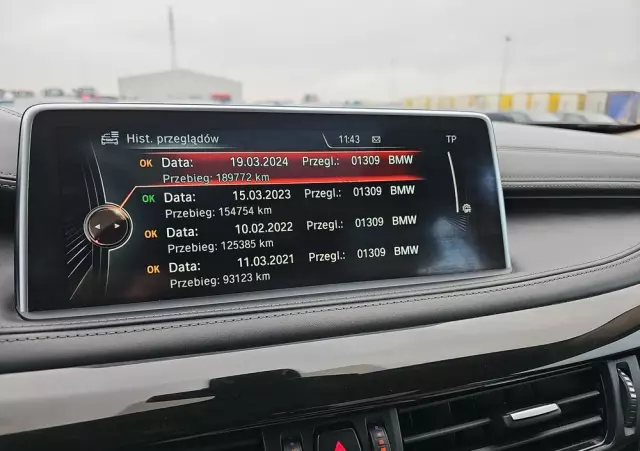 Hist. przeglądów 11:43 TP
OK Data: 19.03.2024 Przegl.: 01309 BMW
Przebieg: 189772 km
OK Data: 15.03.2023 Przegl.: 01309 BMW
Przebieg: 154754 km
OK Data: 10.02.2022 Przegl.: 01309 BMW
Przebieg: 125385 km
OK Data: 11.03.2021 Przegl.: 01309 BMW
Przebieg: 93123 km